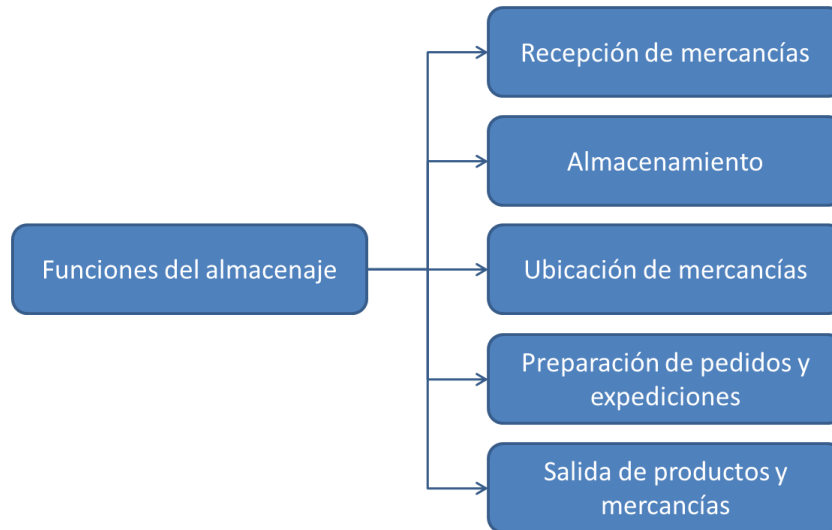 Funciones del almacenaje
Recepción de mercancías
Almacenamiento
Ubicación de mercancías
Preparación de pedidos y
expediciones
Salida de productos y
mercancías